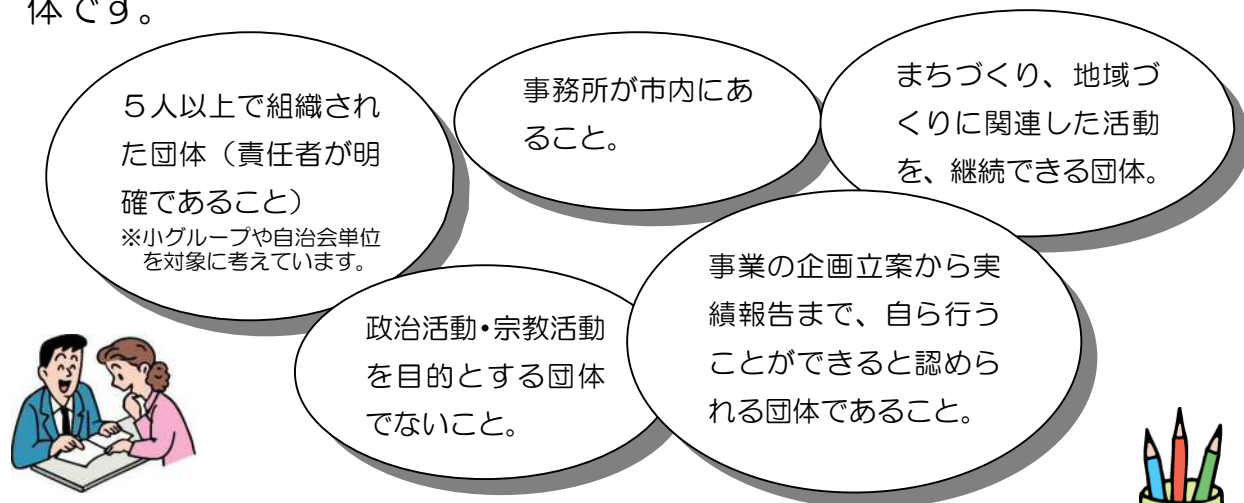 体です。
５人以上で組織され
た団体（責任者が明
確であること）
※小グループや自治会単位
を対象に考えています。
事務所が市内にあ
ること。
まちづくり、地域づ
くりに関連した活動
を、継続できる団体。
政治活動・宗教活動
を目的とする団体
でないこと。
事業の企画立案から実
績報告まで、自ら行う
ことができると認めら
れる団体であること。